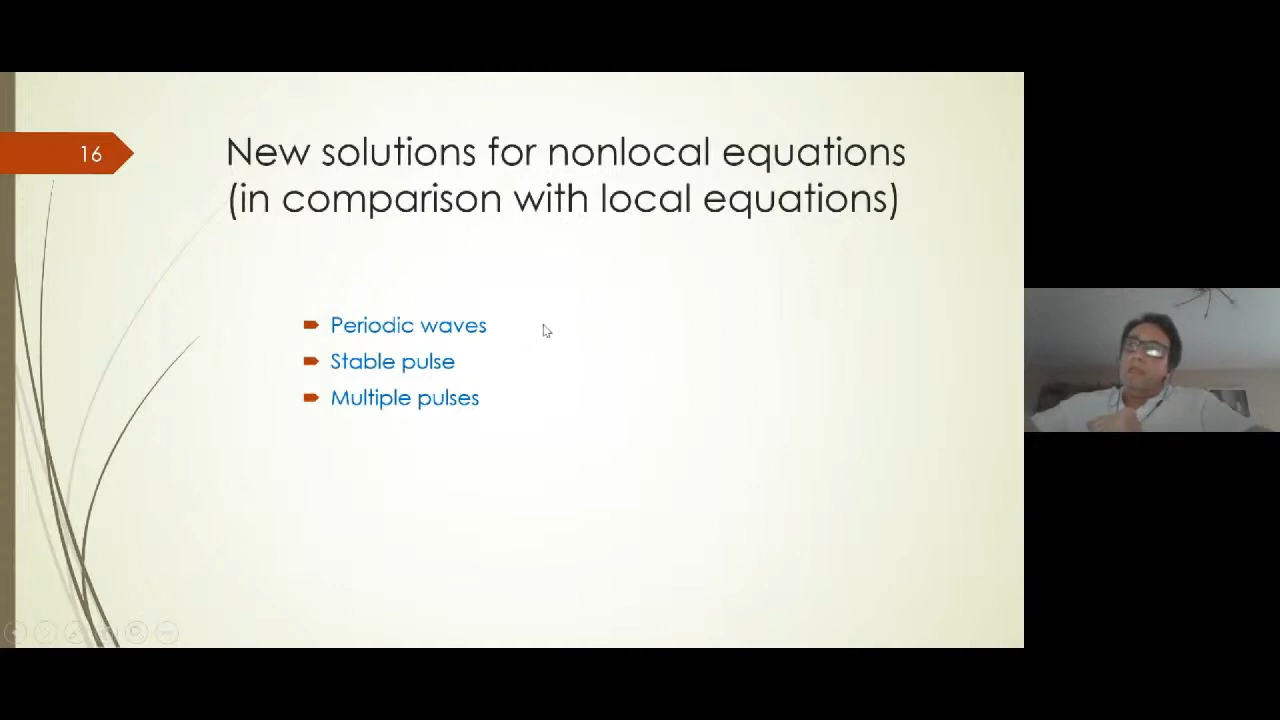 16
New solutions for nonlocal equations
(in comparison with local equations)
Periodic waves
Stable pulse
Multiple pulses